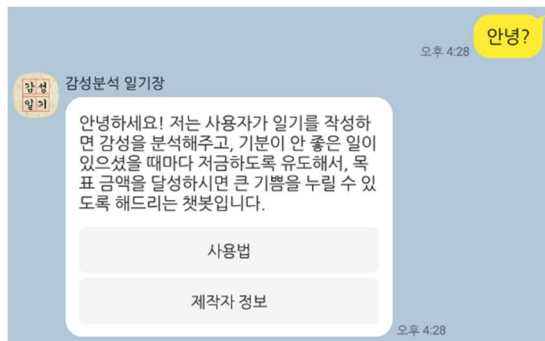 안녕?
오후 4:28
감성
일기
감성분석 일기장
안녕하세요! 저는 사용자가 일기를 작성하
면 감성을 분석해주고, 기분이 안 좋은 일이
있으셨을 때마다 저금하도록 유도해서, 목
표 금액을 달성하시면 큰 기쁨을 누릴 수 있
도록 해드리는 챗봇입니다.
사용법
제작자 정보
오후 4:28